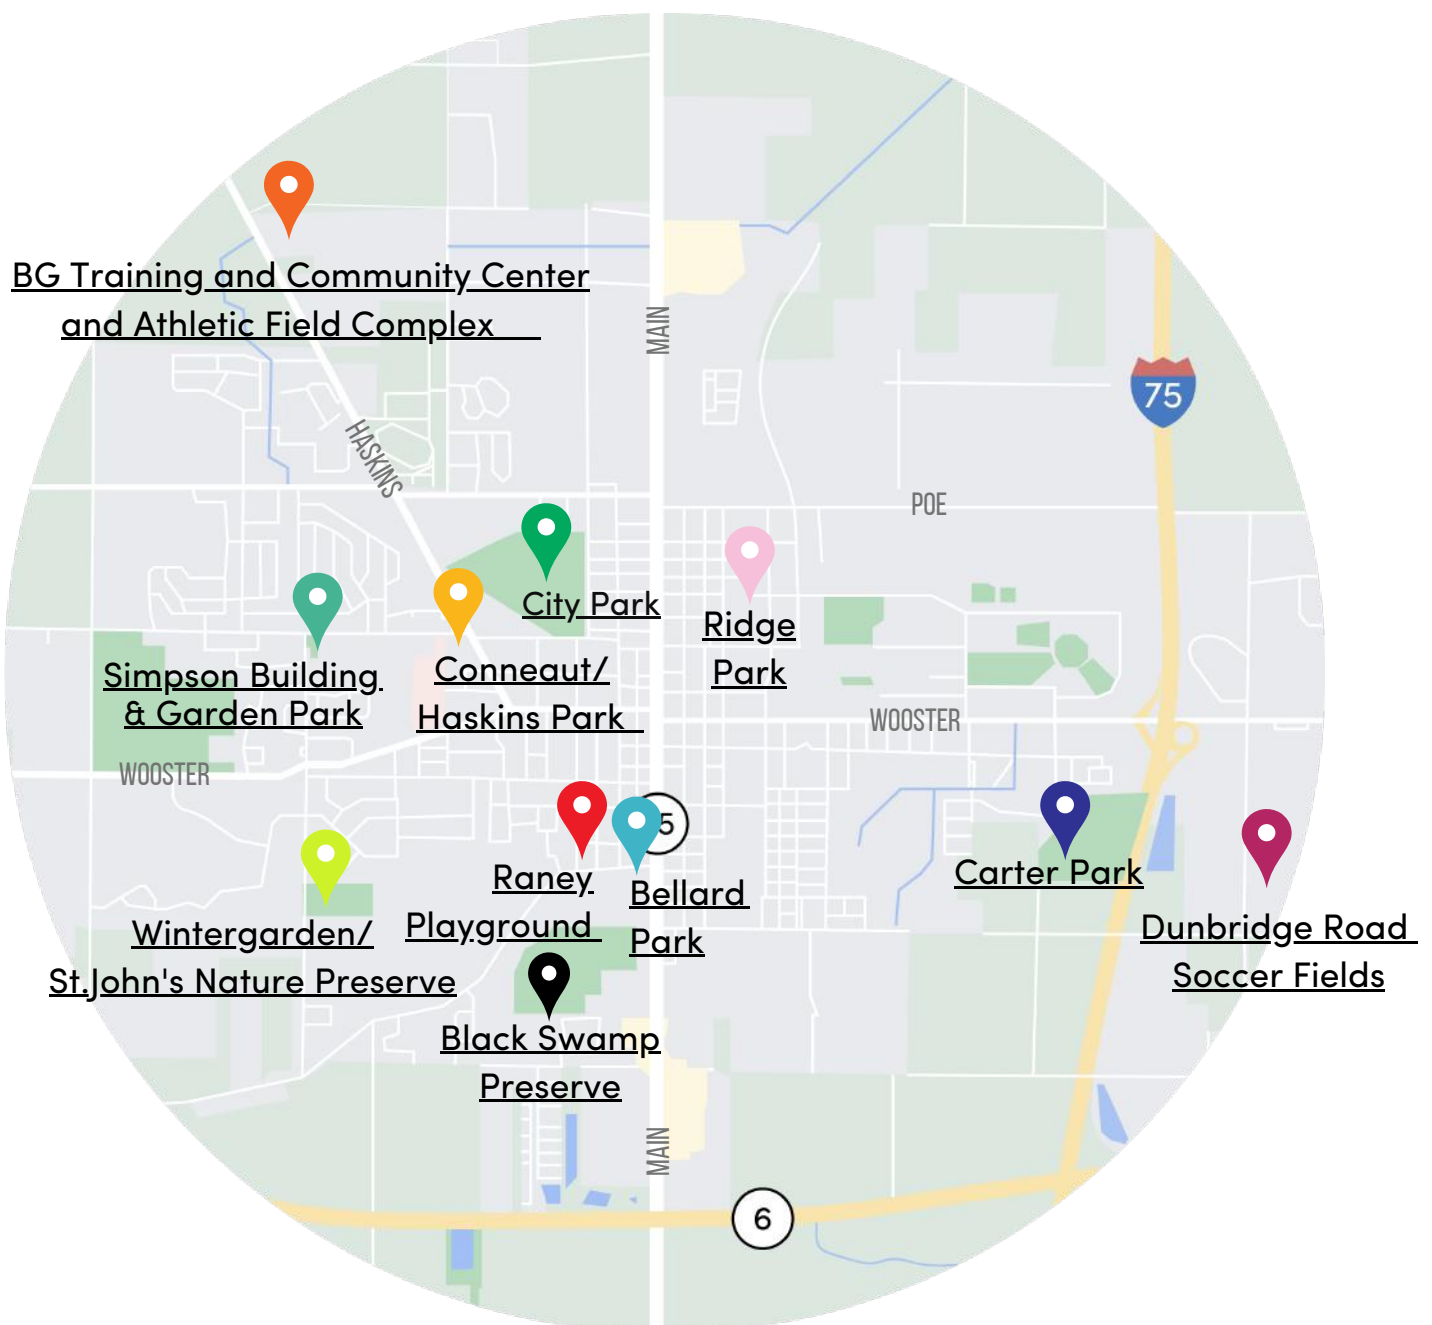 BG Training and Community Center
and Athletic Field Complex
MAIN
75
HASKINS
POE
City Park
Ridge
Park
Simpson Building
& Garden Park
Conneaut/
Haskins Park
WOOSTER
WOOSTER
5
Raney
Playground
Bellard
Park
Carter Park
Wintergarden/
St.John's Nature Preserve
Dunbridge Road
Soccer Fields
Black Swamp
Preserve
MAIN
6